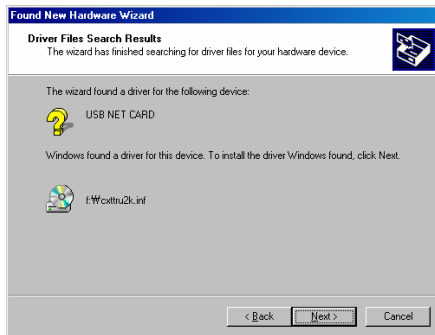 Found New Hardware Wizard
Driver Files Search Results
The wizard has finished searching for driver files for your hardware device.
The wizard found a driver for the following device:
USB NET CARD
Windows found a driver for this device. To install the driver Windows found, click Next.
f:₩cxttru2k.inf
< Back
Next >
Cancel